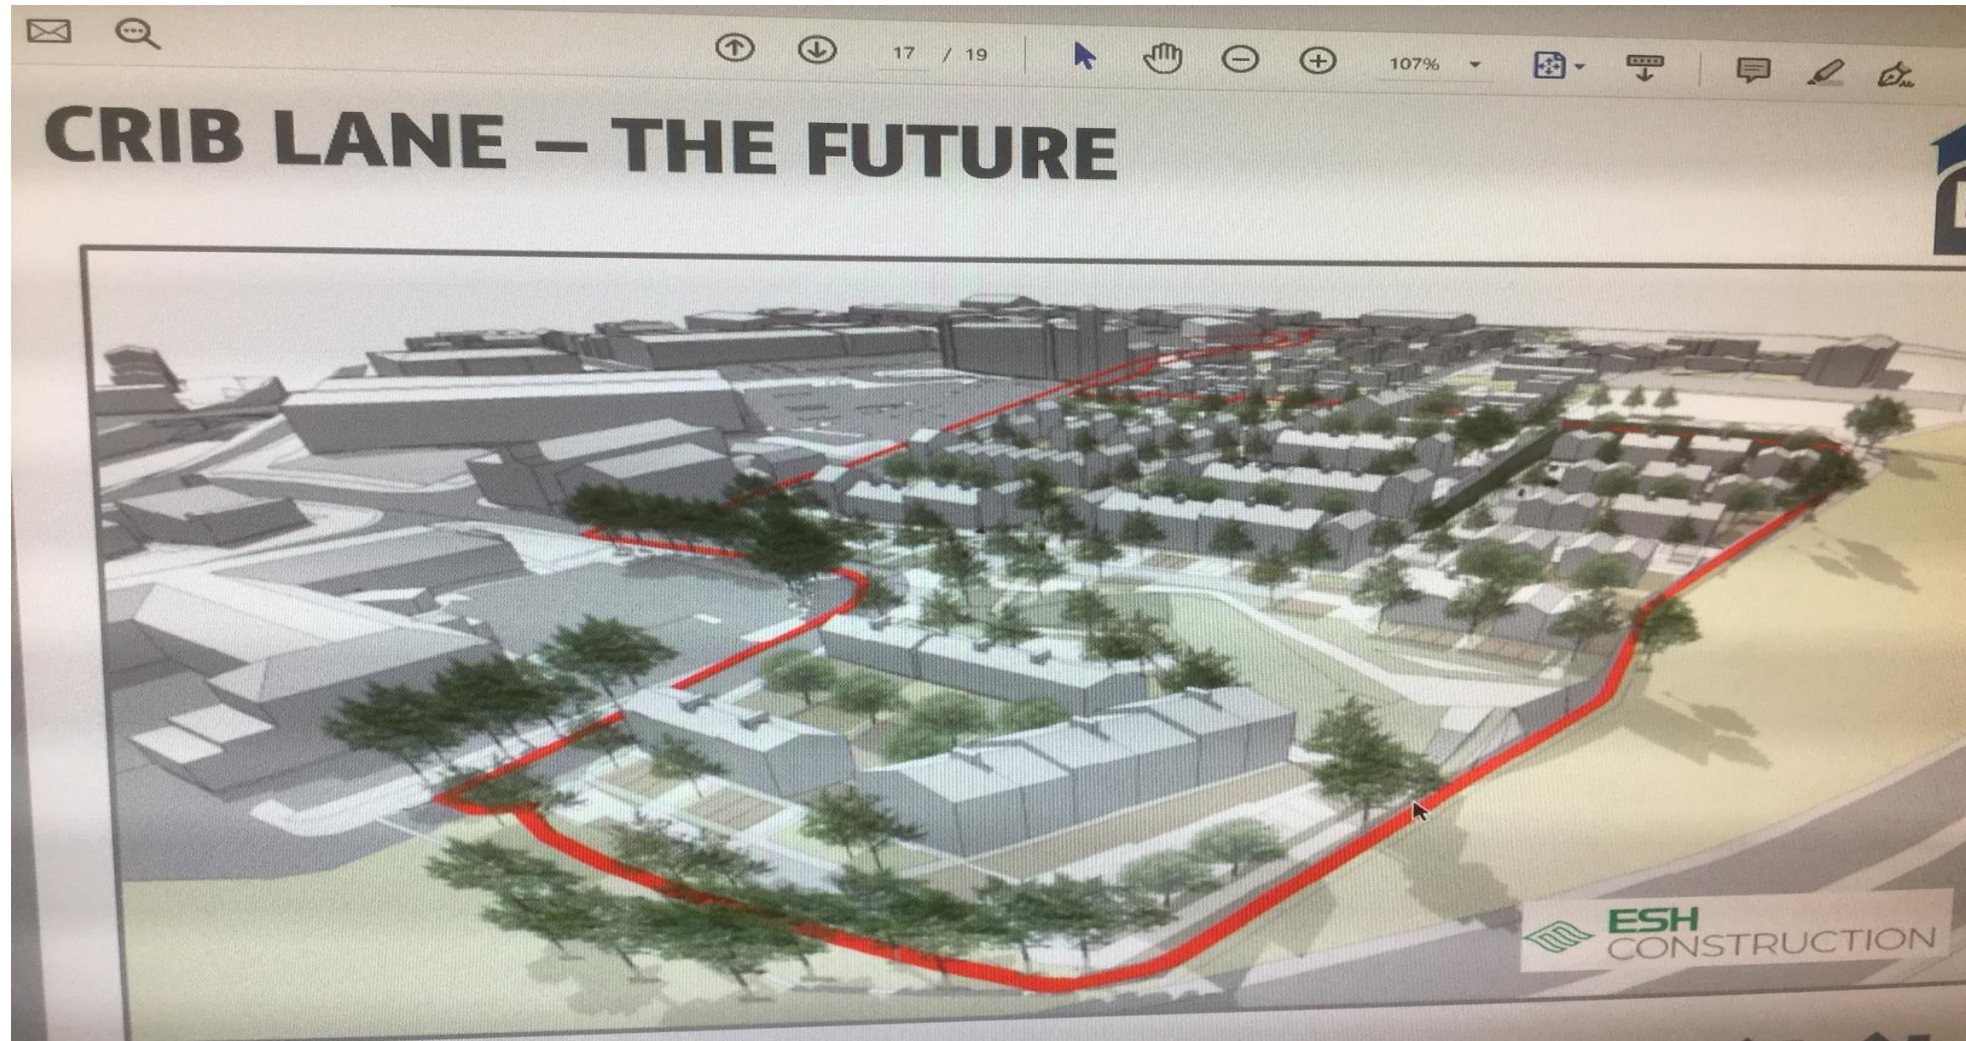 17 / 19
107%
CRIB LANE – THE FUTURE
ESH
CONSTRUCTION